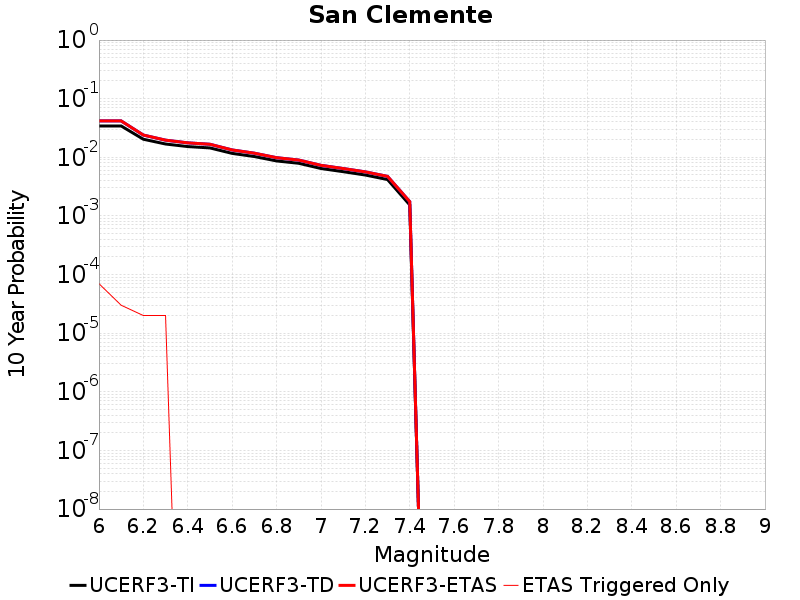 San Clemente
10^0
10^-1
10^-2
10^-3
10^-4
10^-5
10^-6
10^-7
10^-8
10 Year Probability
6 6.2 6.4 6.6 6.8 7 7.2 7.4 7.6 7.8 8 8.2 8.4 8.6 8.8 9
Magnitude
UCERF3-TI UCERF3-TD UCERF3-ETAS ETAS Triggered Only